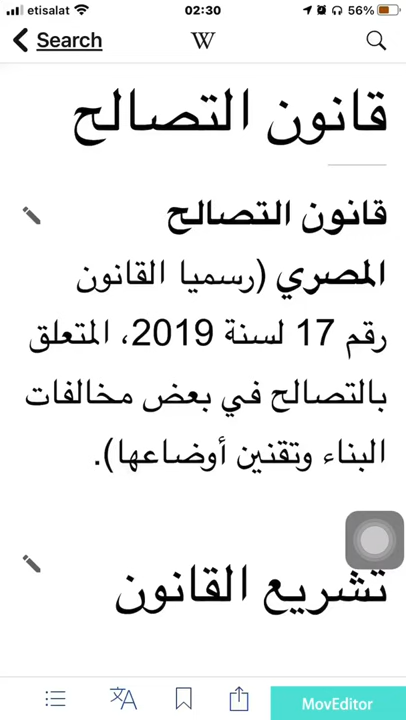 etisalat
02:30
56%
Search
W
قانون التصالح
قانون التصالح
المصري (رسميا القانون
رقم 17 لسنة 2019، المتعلق
بالتصالح في بعض مخالفات
البناء وتقنين أوضاعها).
تشريع القانون
MovEditor